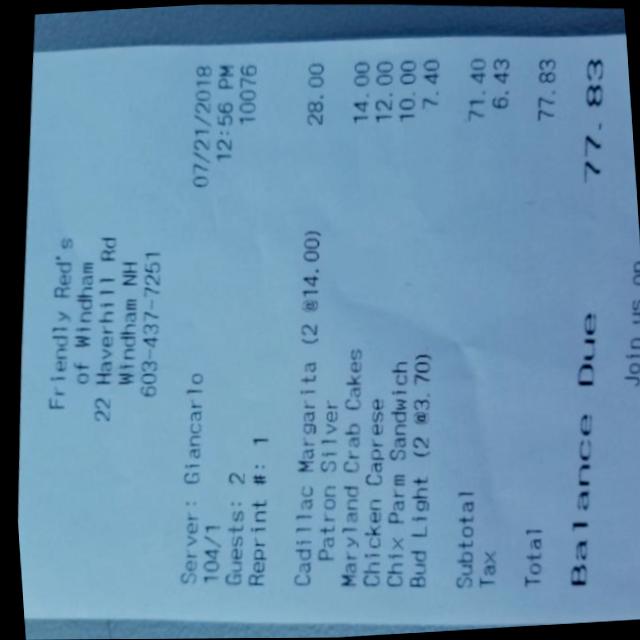 Friendly Red's
of Windham
22 Haverhill Rd
Windham NH
603-437-7251
Server: Giancarlo 07/21/2018
104/1 12:56 PM
Guests: 2 10076
Reprint #: 1
Cadillac Margarita (2 @14.00) 28.00
Patron Silver
Maryland Crab Cakes 14.00
Chicken Caprese 12.00
Chix Parm Sandwich 10.00
Bud Light (2 @3.70) 7.40
Subtotal 71.40
Tax 6.43
Total 77.83
Balance Due 77.83
Join us on